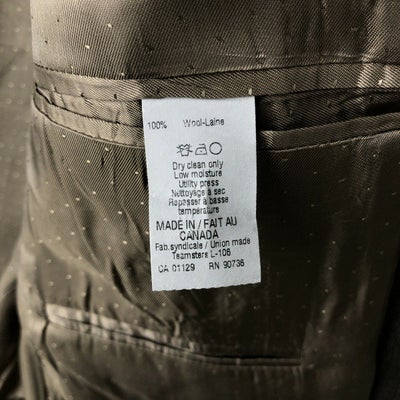 100% Wool-Laine
Dry clean only
Low moisture
Utility press
Nettoyage à sec
Repasser à basse
température
MADE IN / FAIT AU
CANADA
Fab.syndicale / Union made
Teamsters L-106
CA 01129 RN 90736